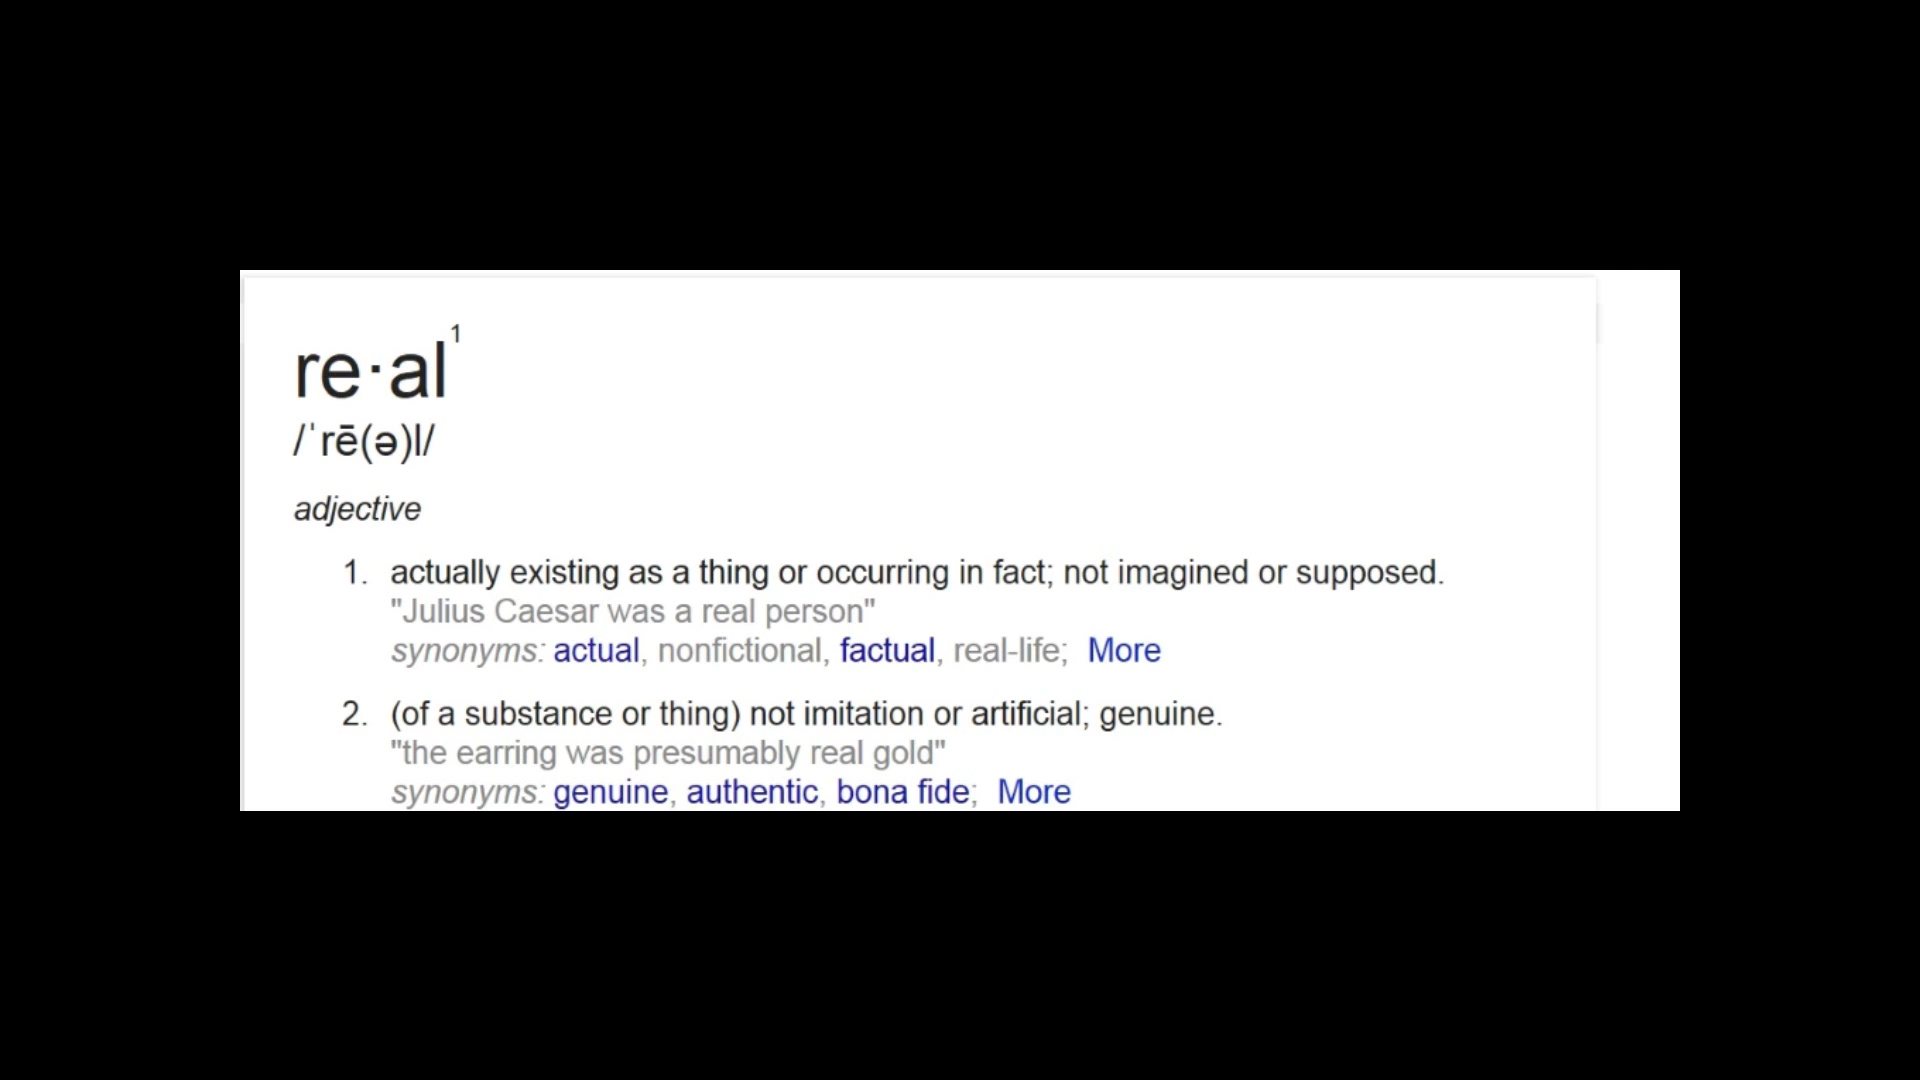 re·al¹
/ˈrē(ə)l/
adjective
1. actually existing as a thing or occurring in fact; not imagined or supposed.
"Julius Caesar was a real person"
synonyms: actual, nonfictional, factual, real-life; More
2. (of a substance or thing) not imitation or artificial; genuine.
"the earring was presumably real gold"
synonyms: genuine, authentic, bona fide; More